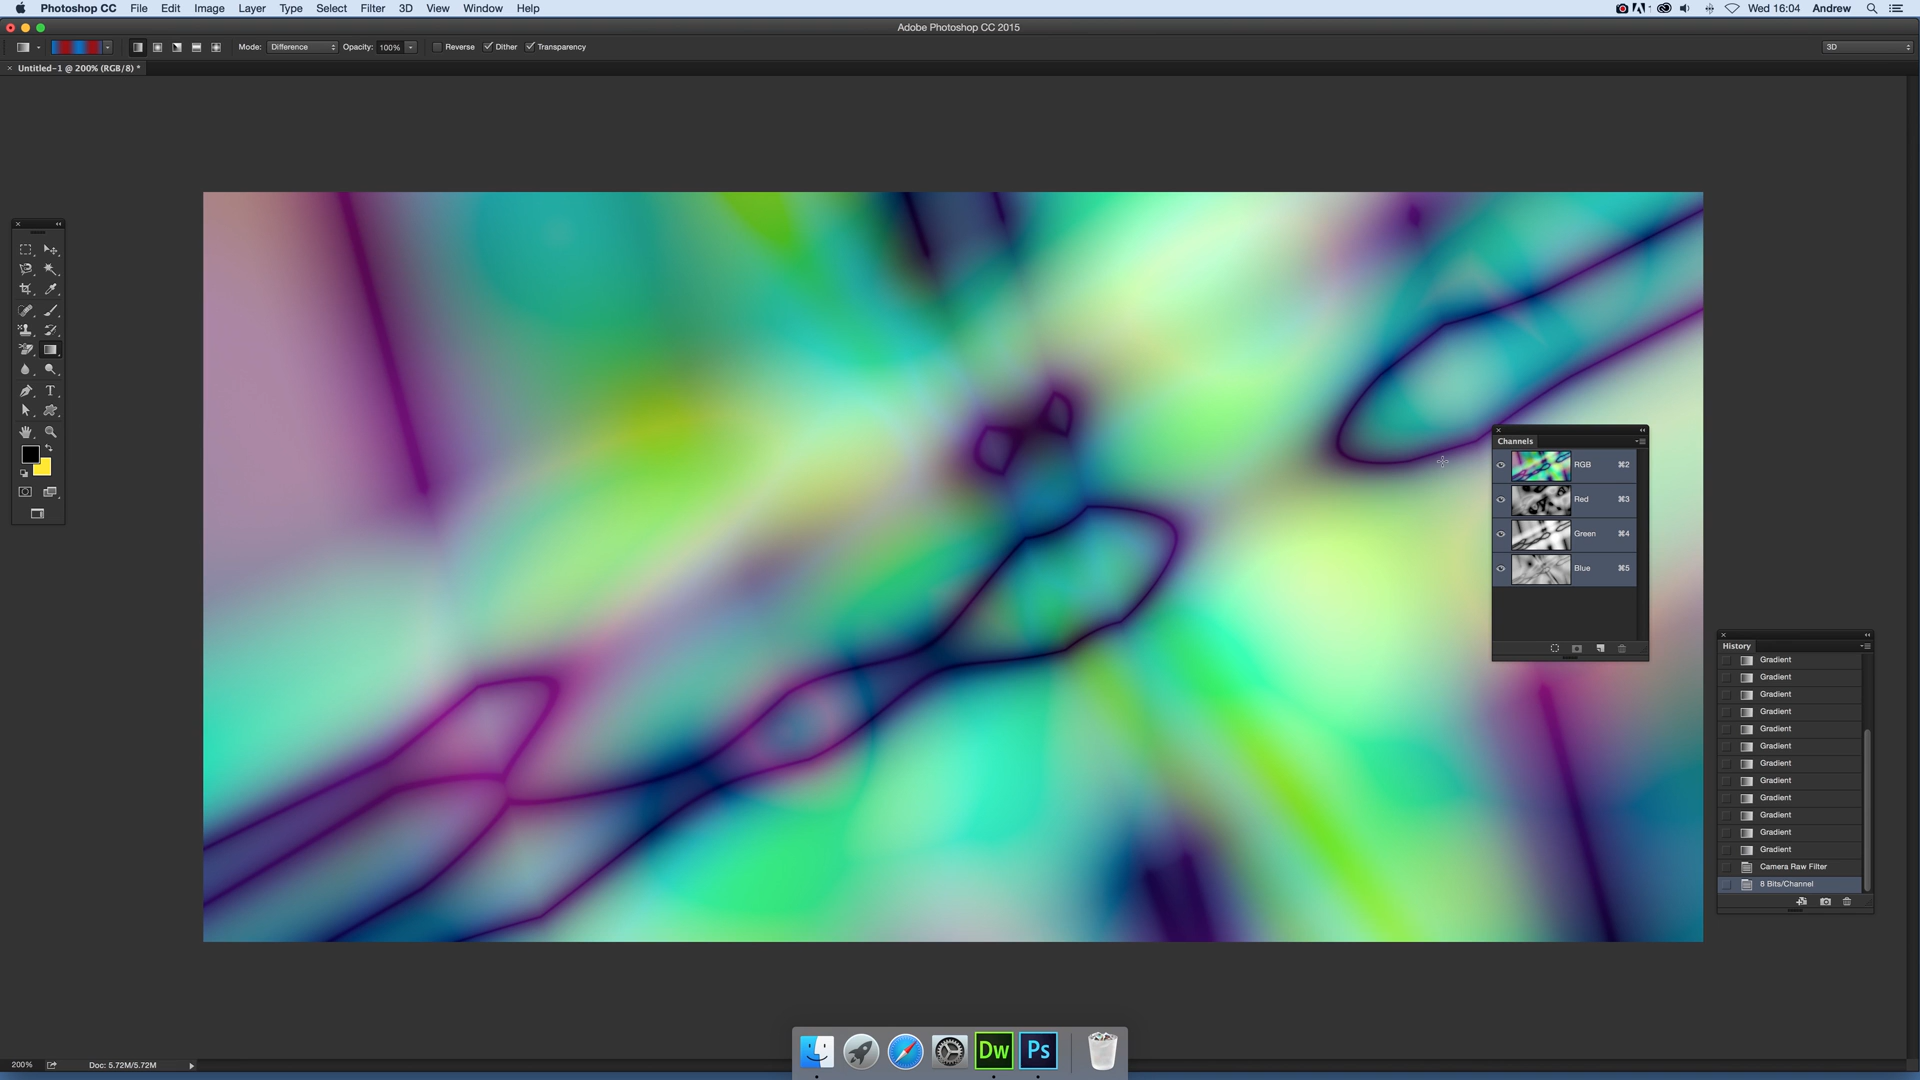 Photoshop CC File Edit Image Layer Type Select Filter 3D View Window Help Wed 16:04 Andrew
Adobe Photoshop CC 2015
Mode: Difference Opacity: 100% Reverse Dither Transparency 3D
Untitled-1 @ 200% (RGB/8) *
Channels
RGB ⌘2
Red ⌘3
Green ⌘4
Blue ⌘5
History
Gradient
Gradient
Gradient
Gradient
Gradient
Gradient
Gradient
Gradient
Gradient
Gradient
Gradient
Gradient
Camera Raw Filter
8 Bits/Channel
Dw Ps
200% Doc: 5.72M/5.72M